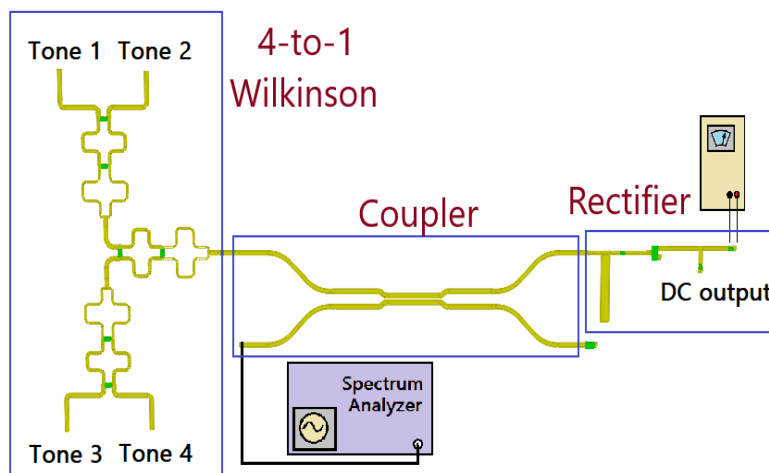 Tone 1 Tone 2
4-to-1
Wilkinson
Coupler
Rectifier
DC output
Spectrum
Analyzer
Tone 3 Tone 4